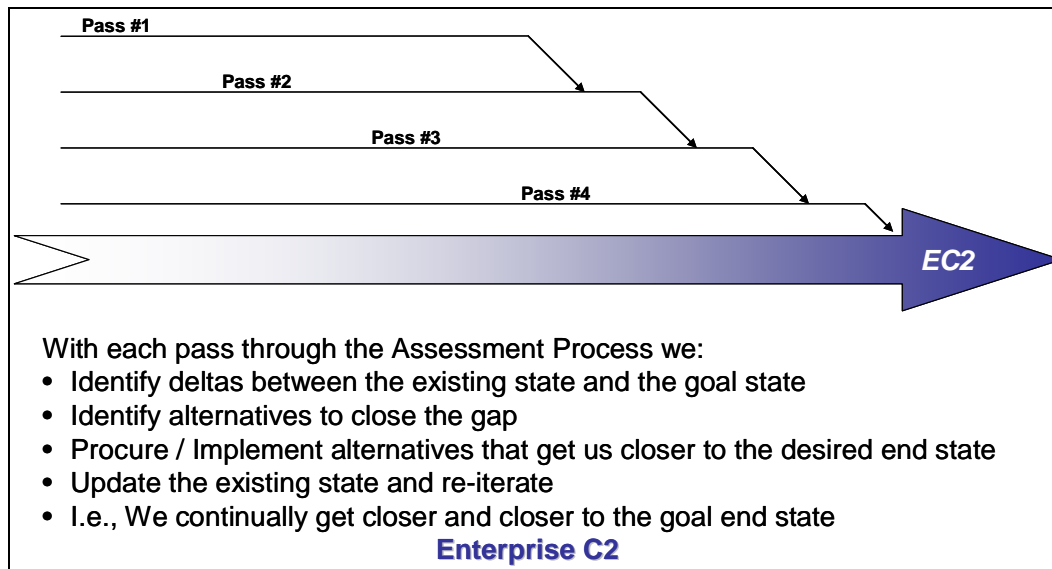 Pass #1
Pass #2
Pass #3
Pass #4
EC2
With each pass through the Assessment Process we:
• Identify deltas between the existing state and the goal state
• Identify alternatives to close the gap
• Procure / Implement alternatives that get us closer to the desired end state
• Update the existing state and re-iterate
• I.e., We continually get closer and closer to the goal end state
Enterprise C2